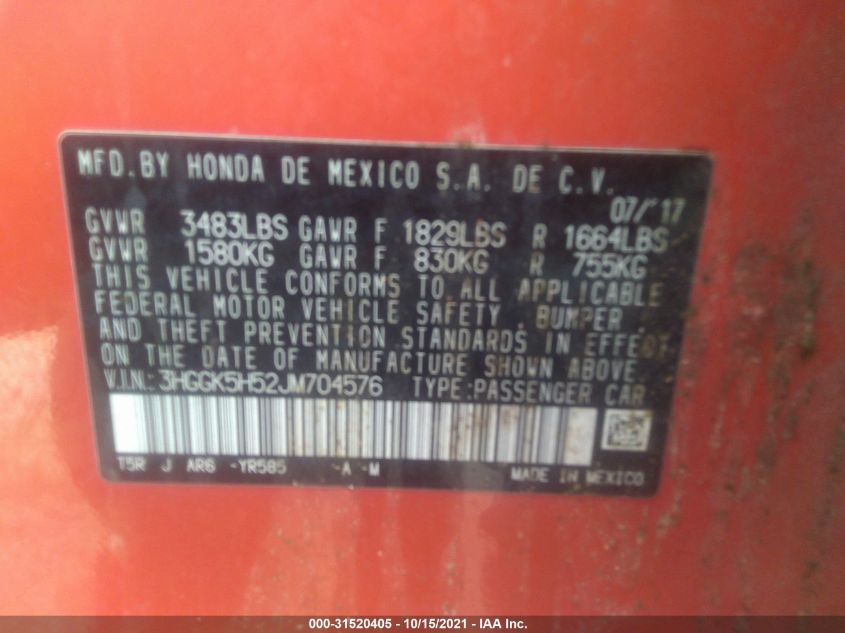 MFD.BY HONDA DE MEXICO S.A. DE C.V.
07/'17
GVWR 3483LBS GAWR F 1829LBS R 1664LBS
GVWR 1580KG GAWR F 830KG R 755KG
THIS VEHICLE CONFORMS TO ALL APPLICABLE
FEDERAL MOTOR VEHICLE SAFETY, BUMPER,
AND THEFT PREVENTION STANDARDS IN EFFECT
ON THE DATE OF MANUFACTURE SHOWN ABOVE.
V.I.N.: 3HGGK5H52JM704576 TYPE:PASSENGER CAR
T5R J AR6 -YR585 -A -M MADE IN MEXICO
000-31520405 - 10/15/2021 - IAA Inc.